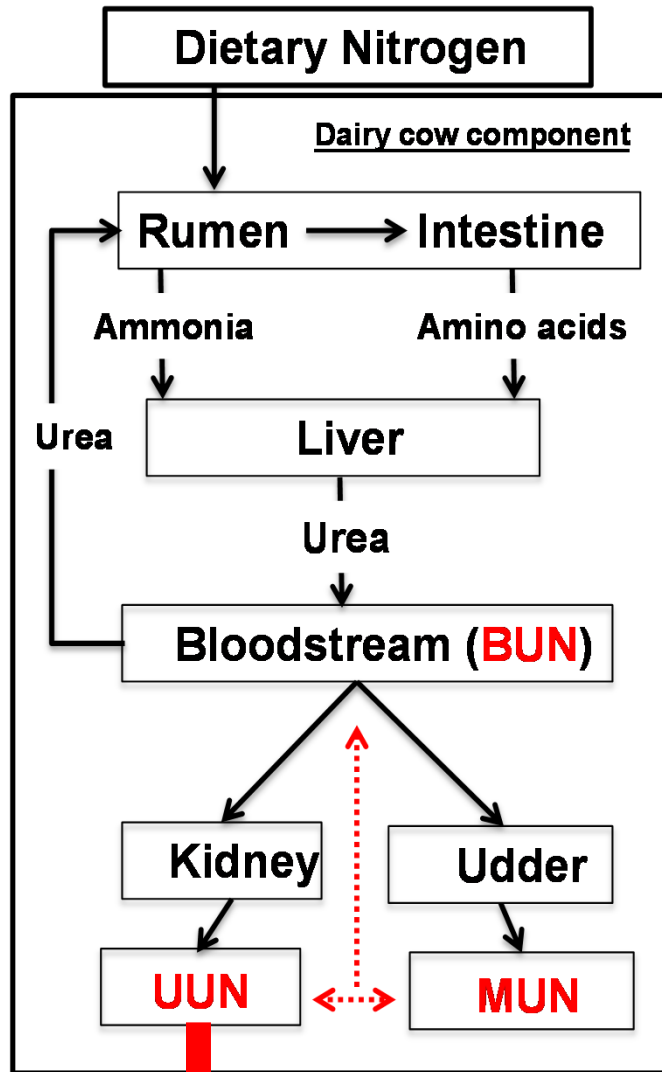 Dietary Nitrogen
Dairy cow component
Rumen Intestine
Ammonia Amino acids
Urea
Liver
Urea
Bloodstream (BUN)
Kidney Udder
UUN MUN